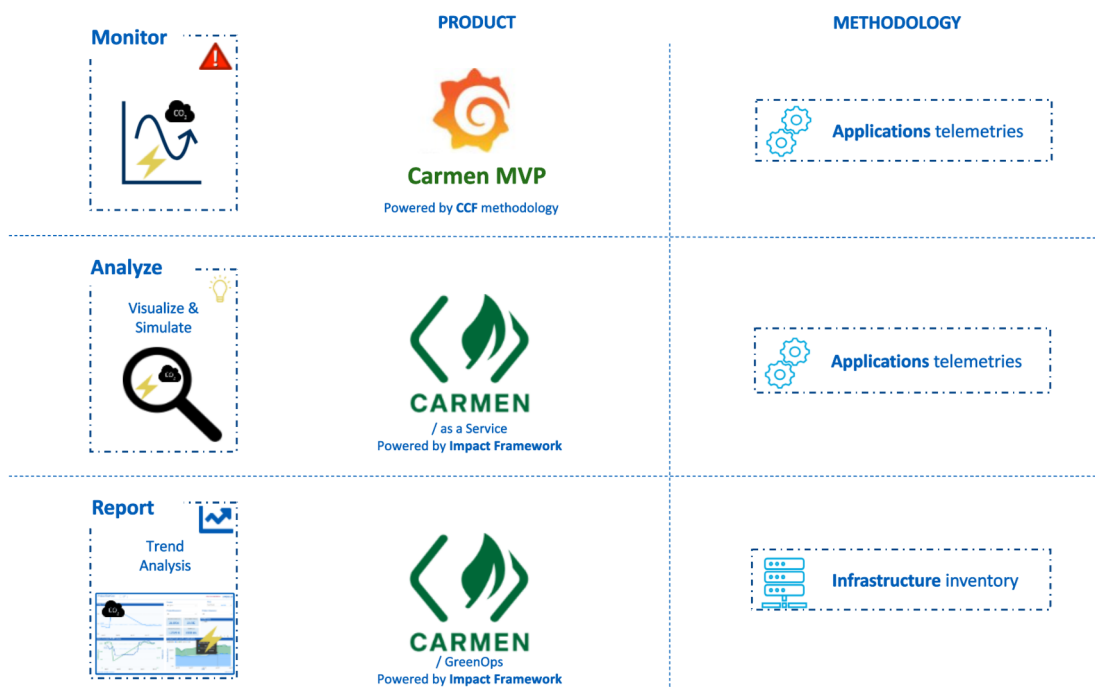 PRODUCT
METHODOLOGY
Monitor
CO2
Carmen MVP
Powered by CCF methodology
Applications telemetries
Analyze
Visualize &
Simulate
CO2
CARMEN
/ as a Service
Powered by Impact Framework
Applications telemetries
Report
Trend
Analysis
CO2
CARMEN
/ GreenOps
Powered by Impact Framework
Infrastructure inventory